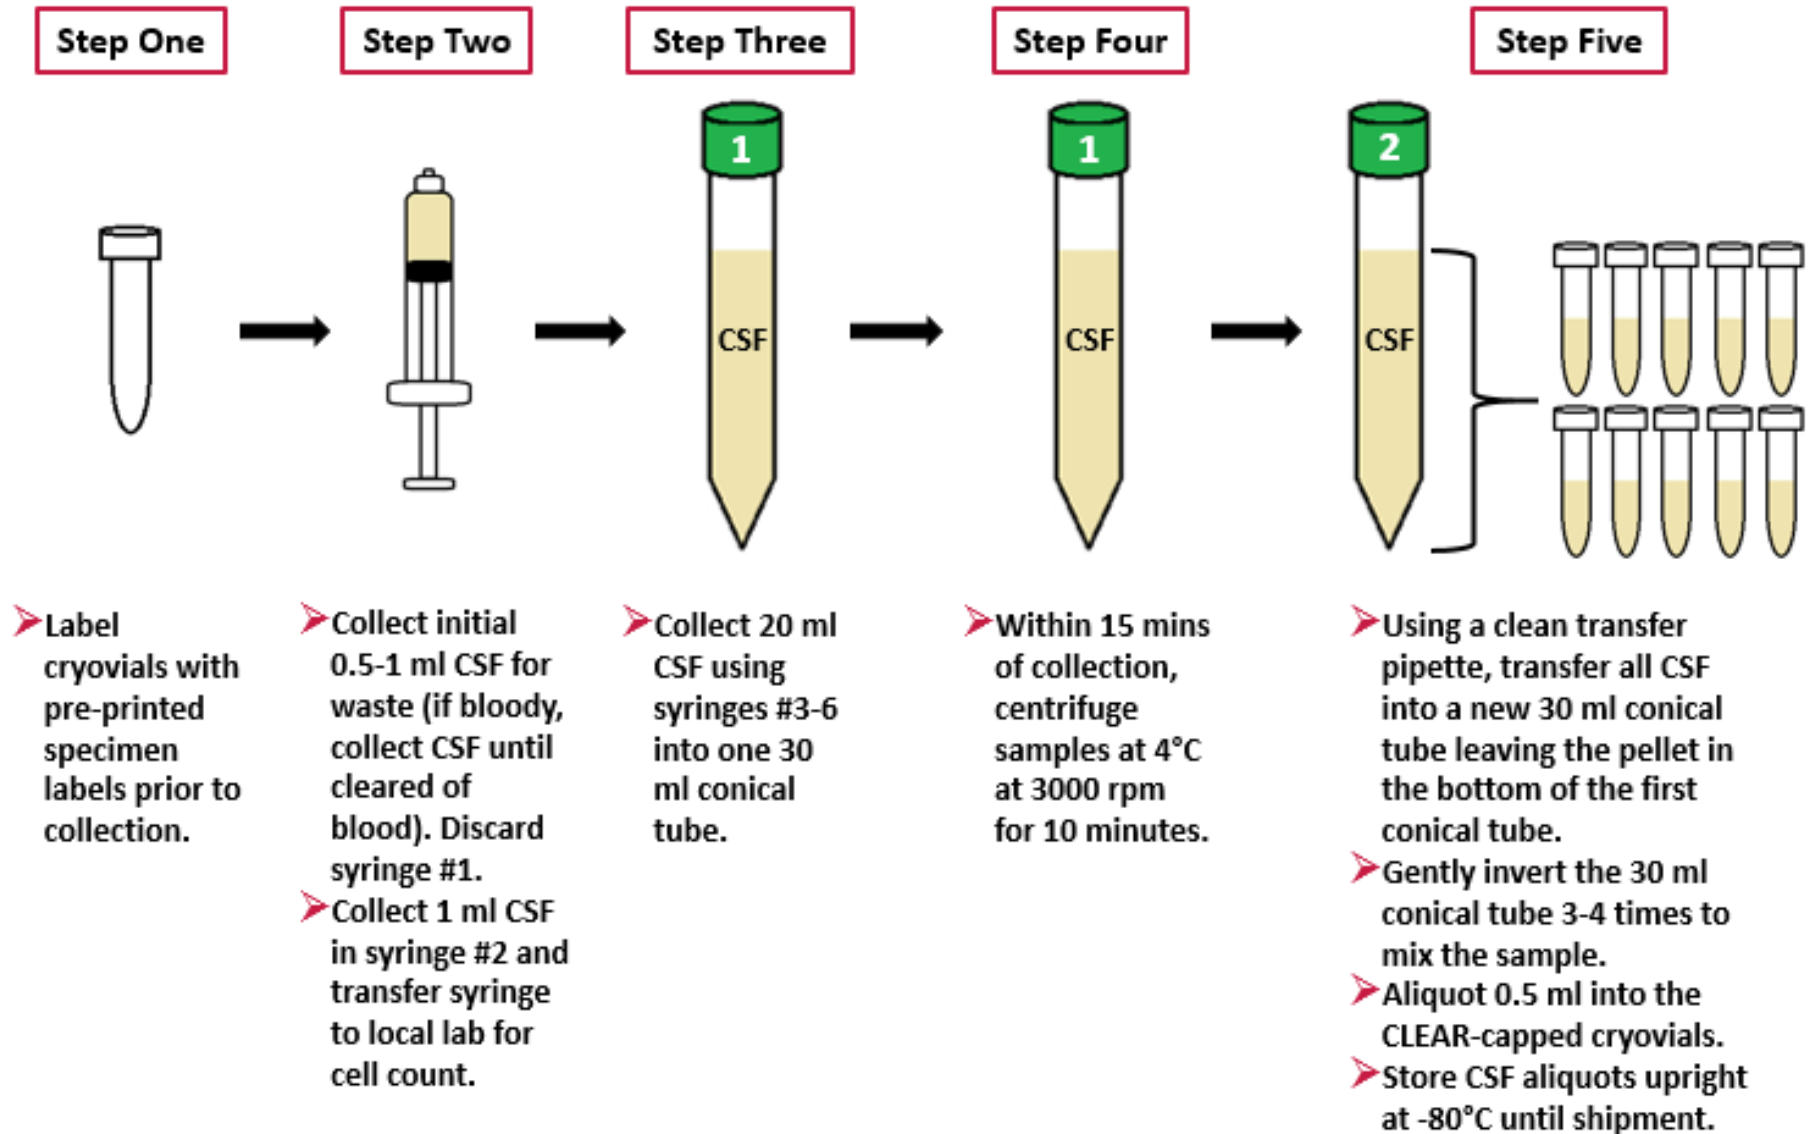 Step One
Step Two
Step Three
Step Four
Step Five
1
1
2
CSF
CSF
CSF
Label
cryovials with
pre-printed
specimen
labels prior to
collection.
Collect initial
0.5-1 ml CSF for
waste (if bloody,
collect CSF until
cleared of
blood). Discard
syringe #1.
Collect 1 ml CSF
in syringe #2 and
transfer syringe
to local lab for
cell count.
Collect 20 ml
CSF using
syringes #3-6
into one 30
ml conical
tube.
Within 15 mins
of collection,
centrifuge
samples at 4°C
at 3000 rpm
for 10 minutes.
Using a clean transfer
pipette, transfer all CSF
into a new 30 ml conical
tube leaving the pellet in
the bottom of the first
conical tube.
Gently invert the 30 ml
conical tube 3-4 times to
mix the sample.
Aliquot 0.5 ml into the
CLEAR-capped cryovials.
Store CSF aliquots upright
at -80°C until shipment.